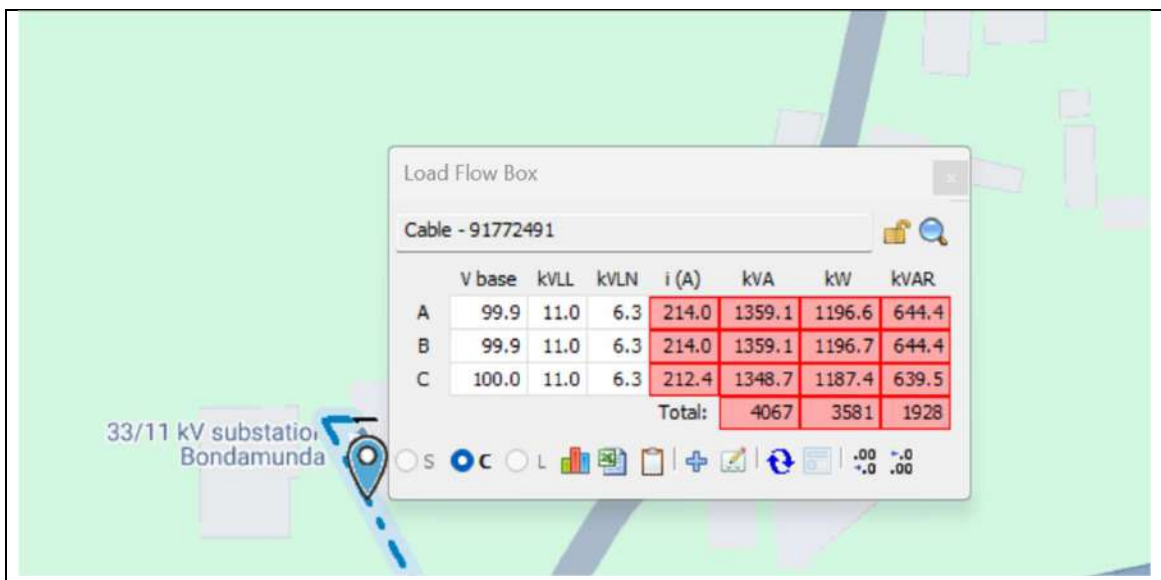 Load Flow Box
x
Cable - 91772491
V base kVLL kVLN i (A) kVA kW kVAR
A 99.9 11.0 6.3 214.0 1359.1 1196.6 644.4
B 99.9 11.0 6.3 214.0 1359.1 1196.7 644.4
C 100.0 11.0 6.3 212.4 1348.7 1187.4 639.5
Total: 4067 3581 1928
33/11 kV substation
Bondamunda
S C L .00 .0 .0 .00